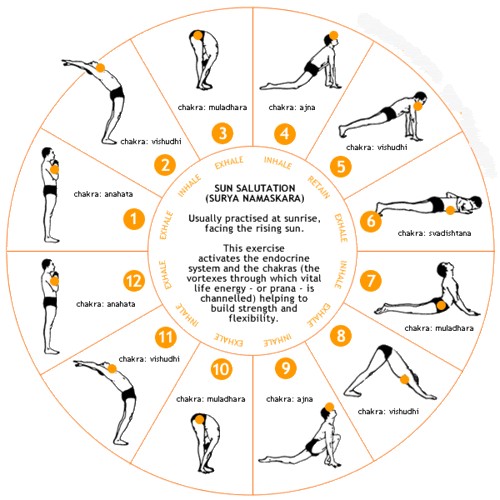 SUN SALUTATION
(SURYA NAMASKARA)
Usually practised at sunrise,
facing the rising sun.
This exercise
activates the endocrine
system and the chakras (the
vortexes through which vital
life energy - or prana - is
channelled) helping to
build strength and
flexibility.
1
EXHALE
chakra: anahata
2
INHALE
chakra: vishudhi
3
EXHALE
chakra: muladhara
4
INHALE
chakra: ajna
5
RETAIN
chakra: vishudhi
6
EXHALE
chakra: svadishtana
7
INHALE
chakra: muladhara
8
EXHALE
chakra: vishudhi
9
INHALE
chakra: ajna
10
EXHALE
chakra: muladhara
11
INHALE
chakra: vishudhi
12
EXHALE
chakra: anahata